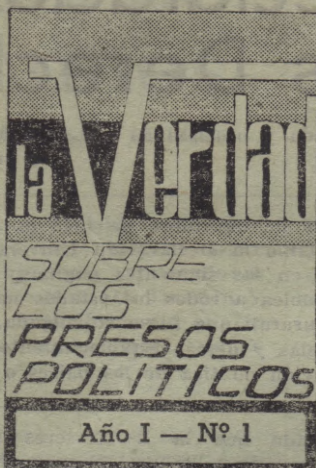 la Verdad
SOBRE
LOS
PRESOS
POLITICOS
Año I — Nº 1